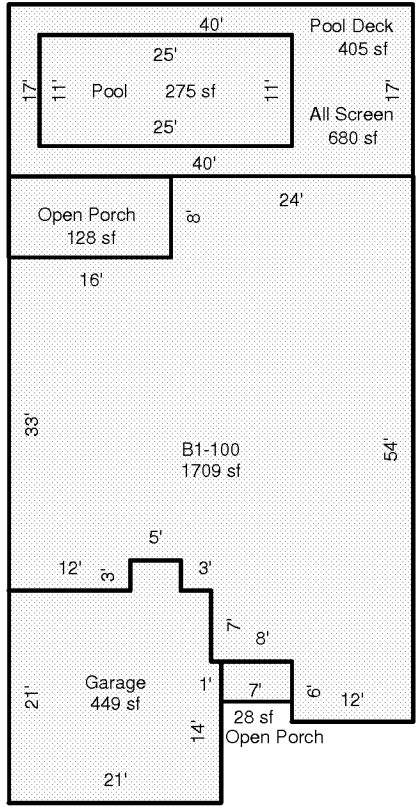 40'
Pool Deck
405 sf
25'
17'
11'
Pool
275 sf
11'
17'
All Screen
680 sf
25'
40'
24'
Open Porch
128 sf
8'
16'
33'
54'
B1-100
1709 sf
5'
12'
3'
3'
7'
8'
Garage
449 sf
21'
1'
7'
6'
12'
28 sf
Open Porch
14'
21'